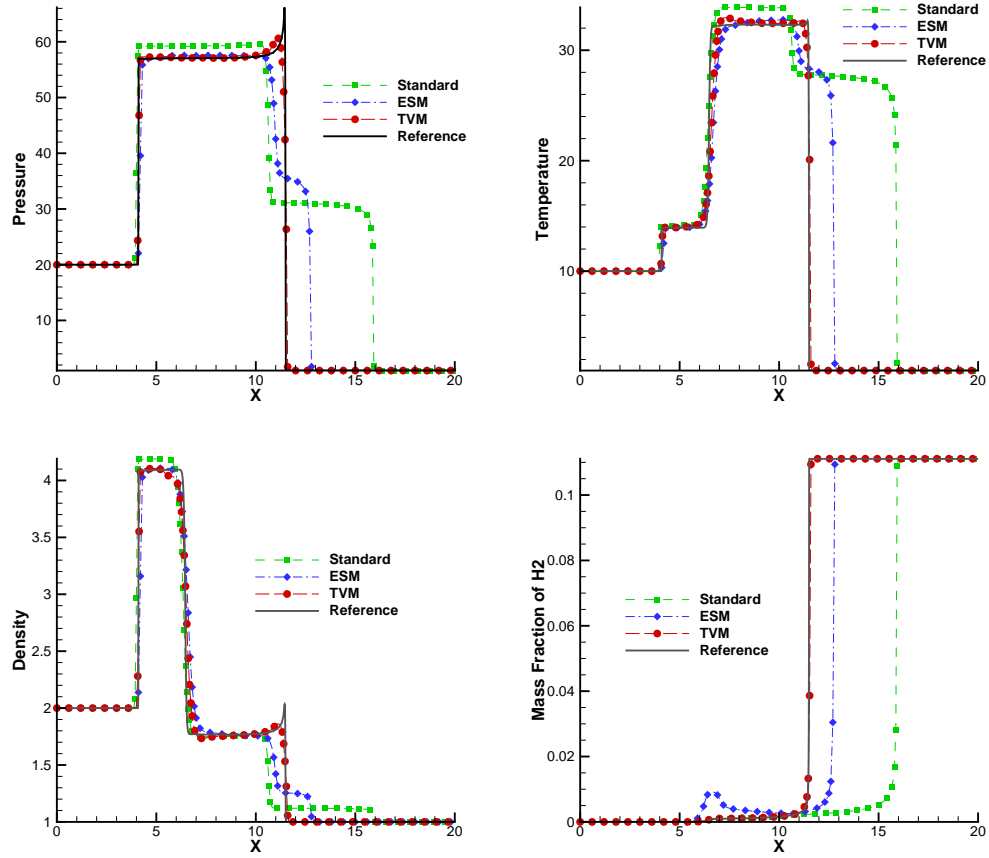 Pressure
60
50
40
30
20
10
0 5 10 15 20
X
Standard
ESM
TVM
Reference
Temperature
30
20
10
0 5 10 15 20
X
Standard
ESM
TVM
Reference
Density
4
3.5
3
2.5
2
1.5
1
0 5 10 15 20
X
Standard
ESM
TVM
Reference
Mass Fraction of H2
0.1
0.08
0.06
0.04
0.02
0
0 5 10 15 20
X
Standard
ESM
TVM
Reference